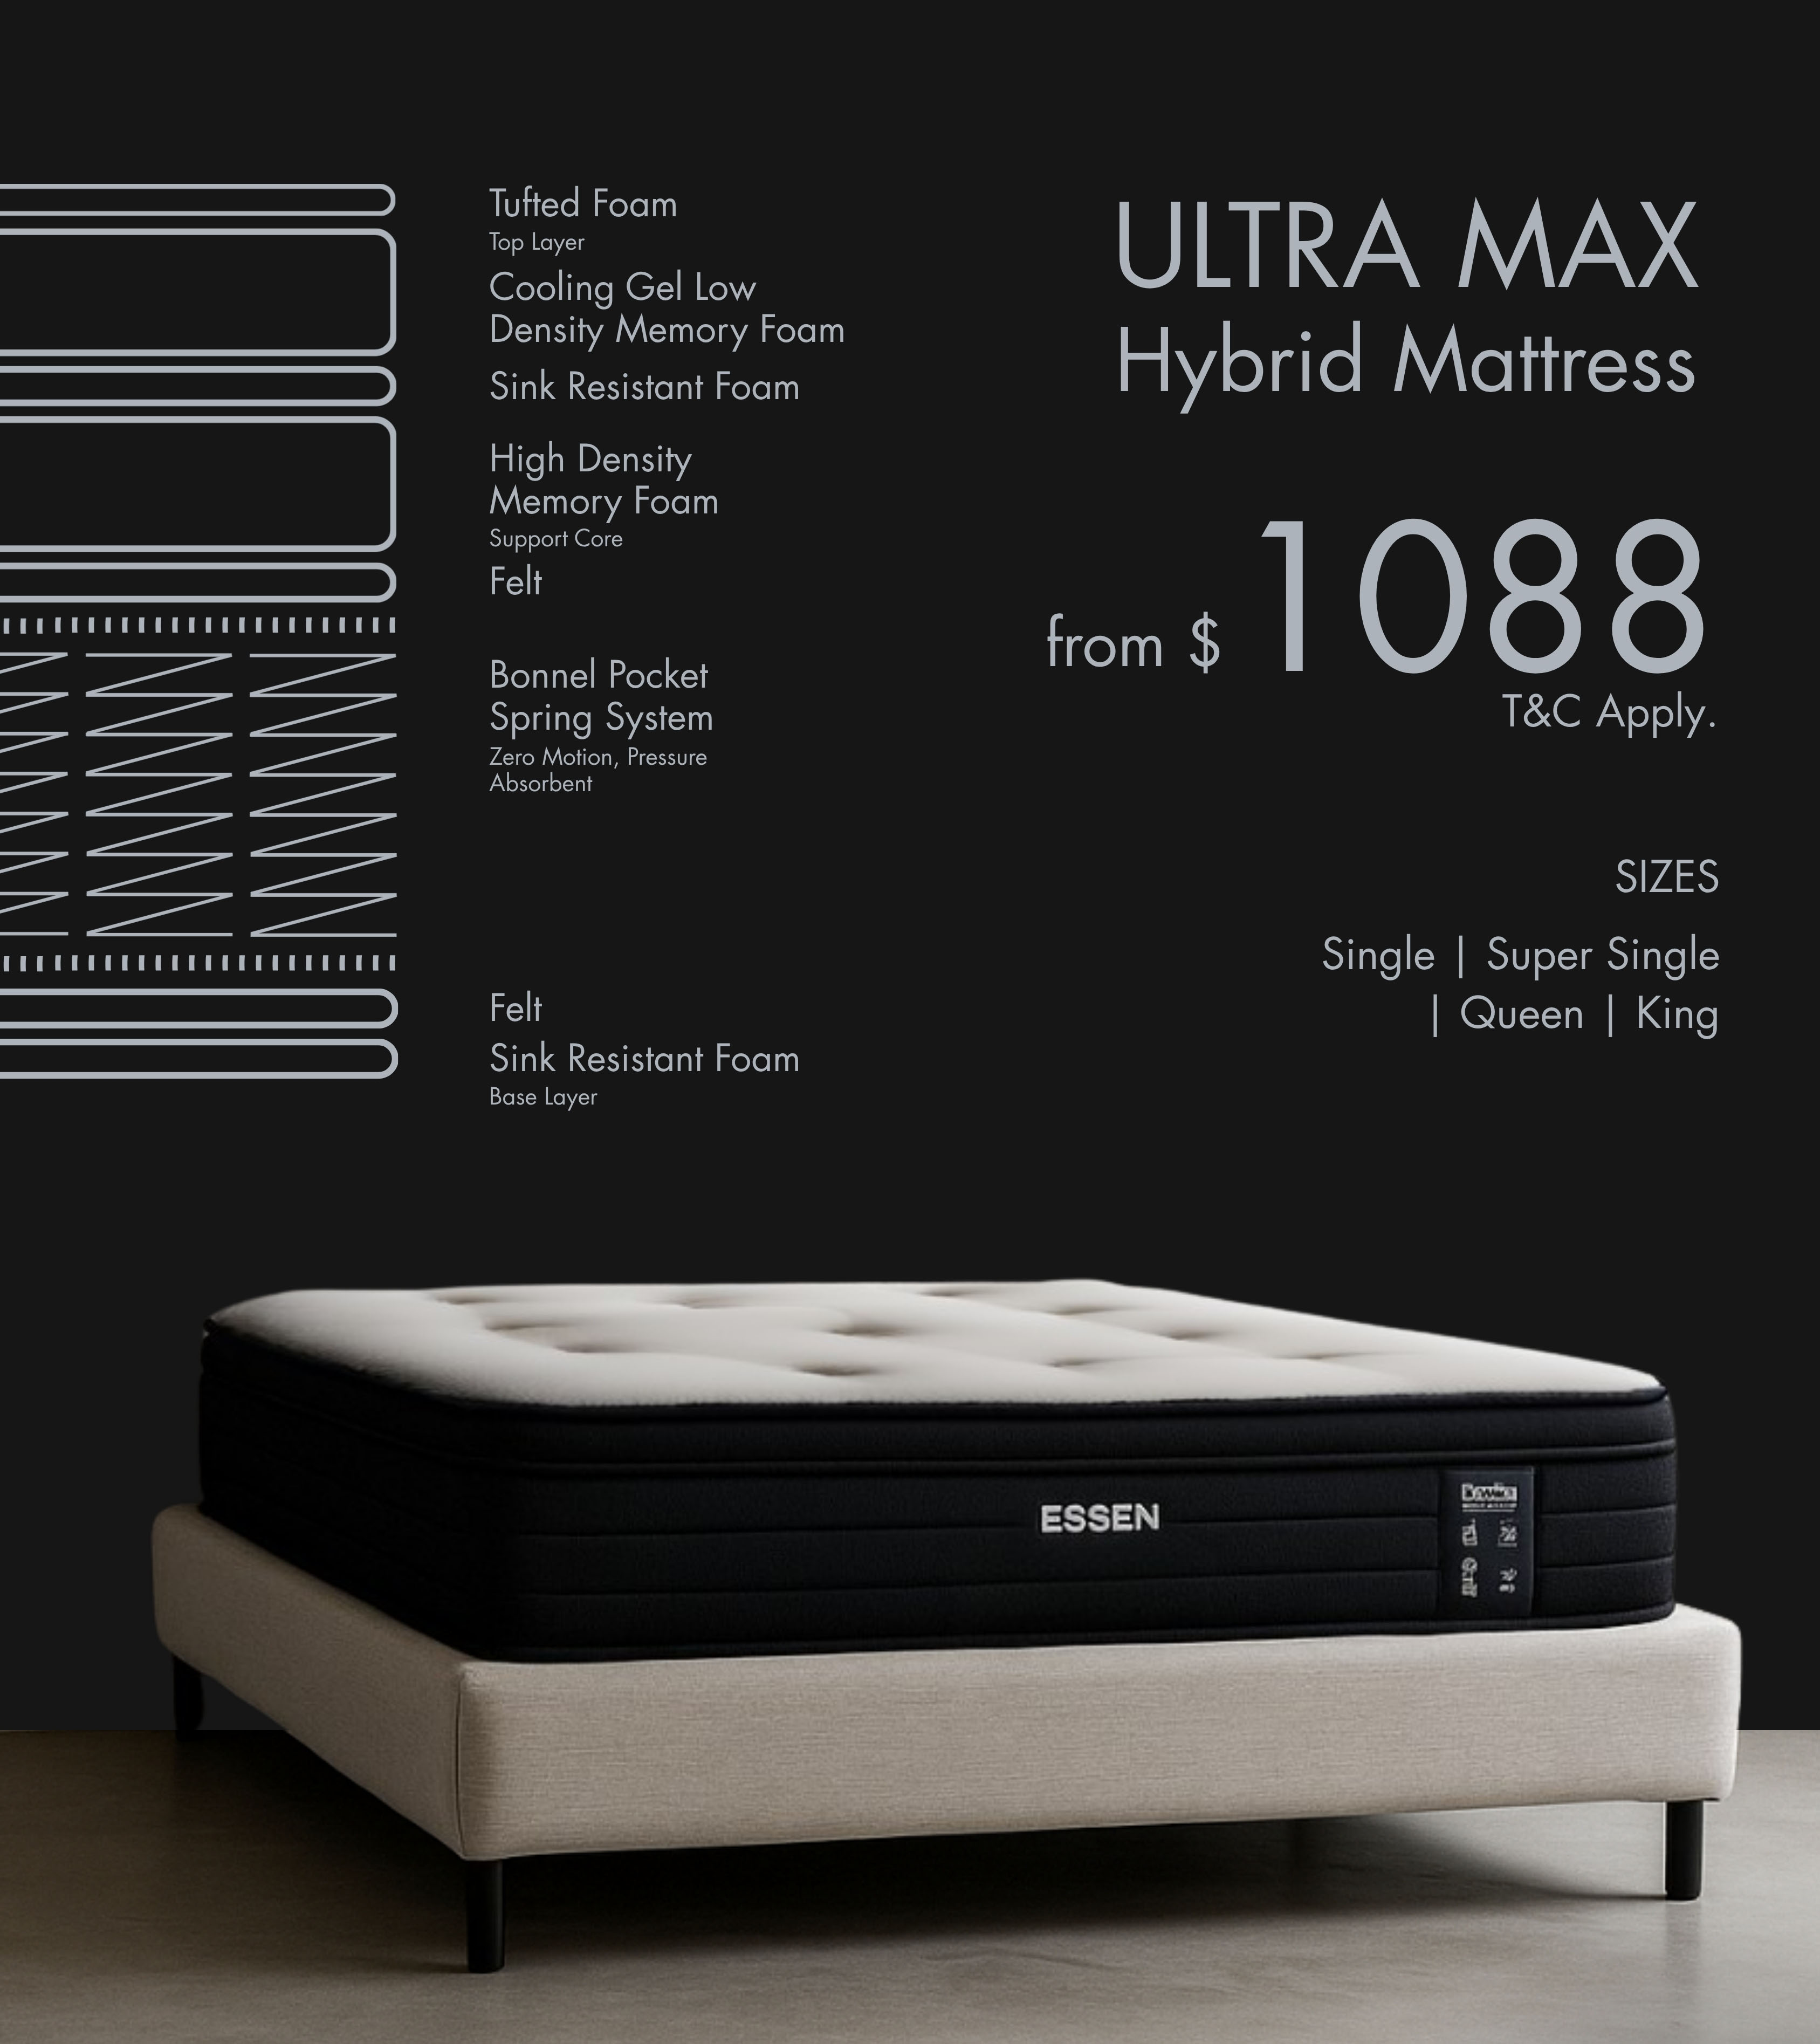 Tufted Foam
Top Layer
Cooling Gel Low
Density Memory Foam
Sink Resistant Foam
High Density
Memory Foam
Support Core
Felt
Bonnel Pocket
Spring System
Zero Motion, Pressure
Absorbent
Felt
Sink Resistant Foam
Base Layer
ULTRA MAX
Hybrid Mattress
from $ 1088
T&C Apply.
SIZES
Single | Super Single
| Queen | King
ESSEN